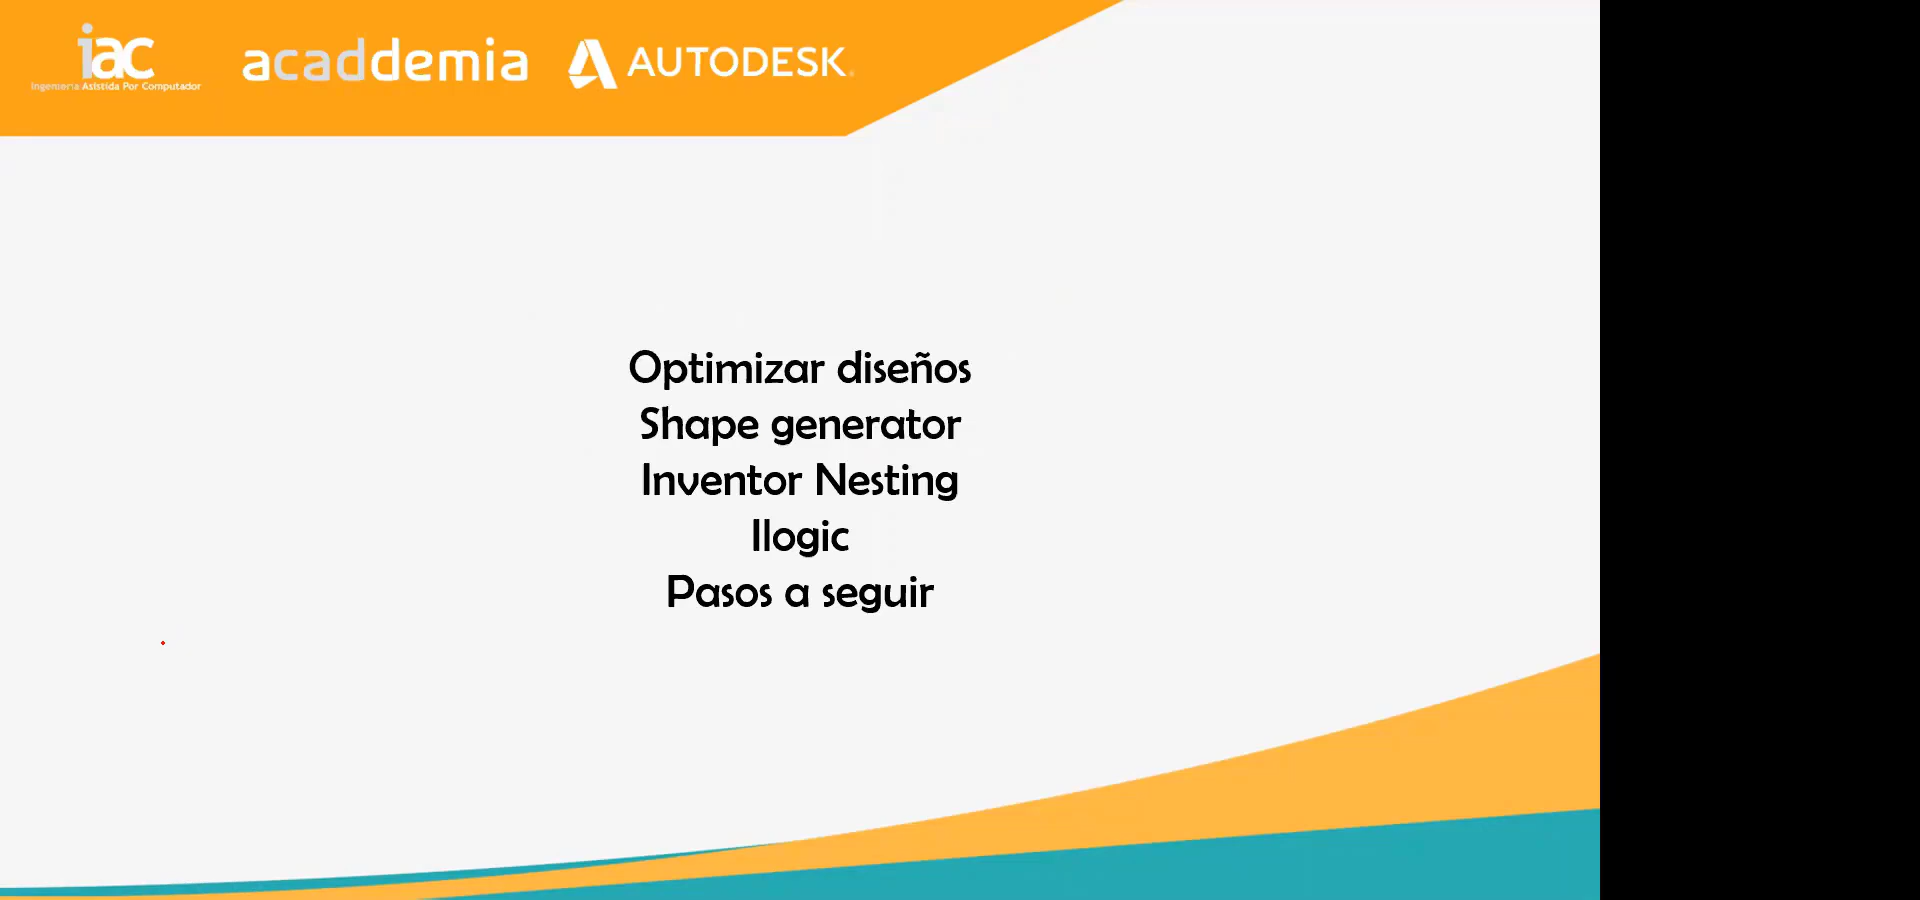 iac
Ingeniería Asistida Por Computador
acaddemia
AUTODESK
Optimizar diseños
Shape generator
Inventor Nesting
Ilogic
Pasos a seguir